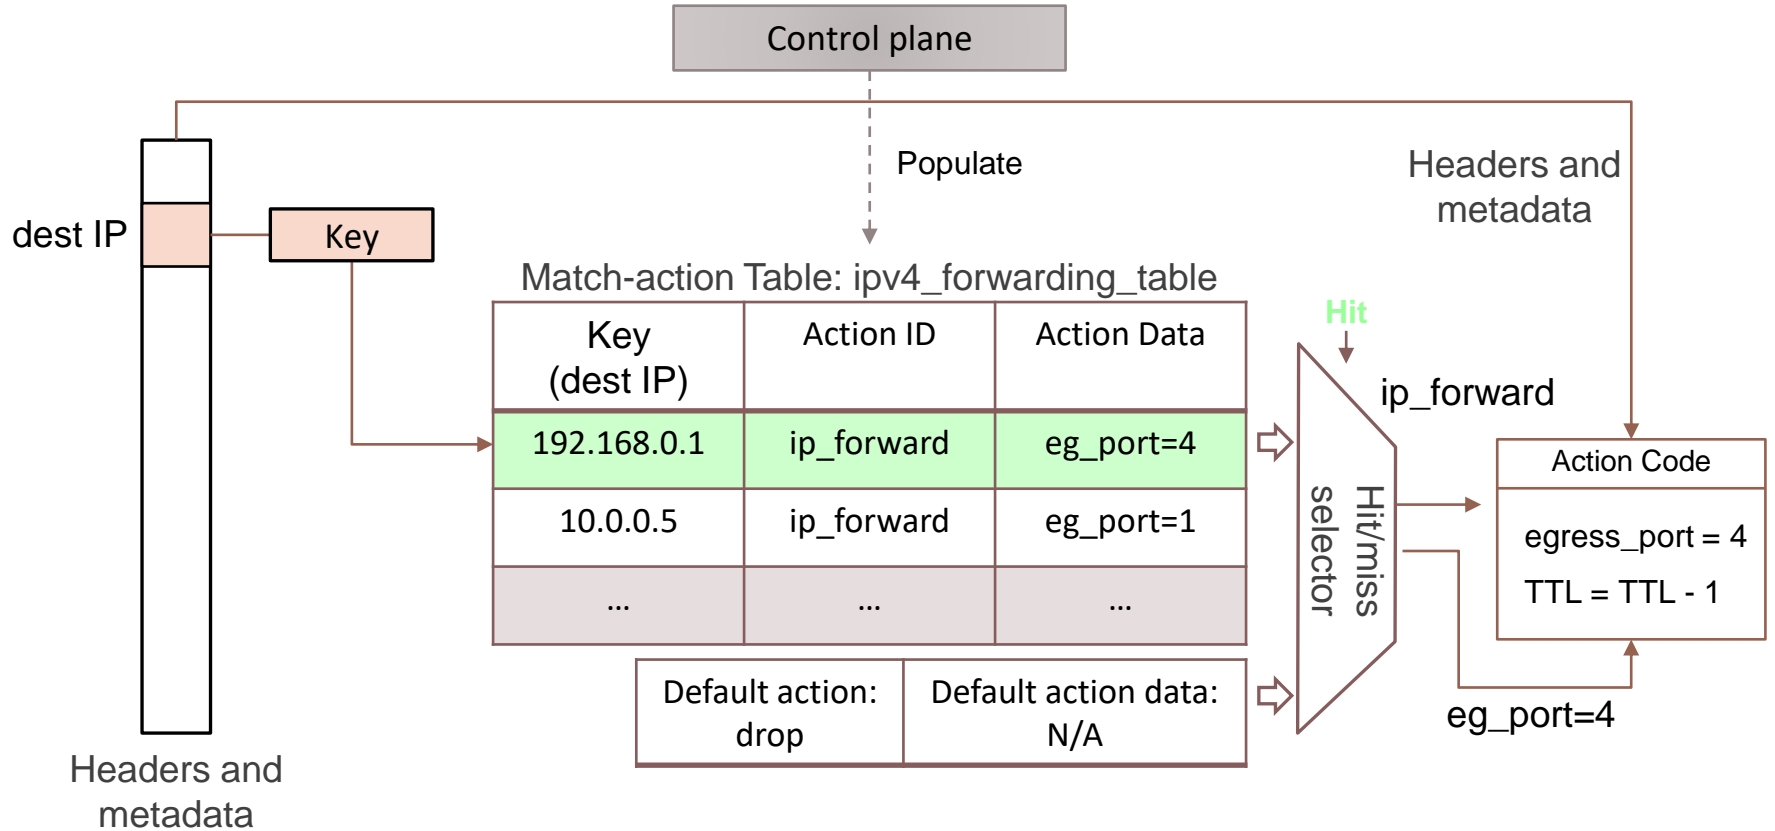 Control plane
Populate
Headers and
metadata
dest IP
Key
Match-action Table: ipv4_forwarding_table
Hit
Key
(dest IP)
Action ID
Action Data
ip_forward
192.168.0.1
ip_forward
eg_port=4
Action Code
10.0.0.5
ip_forward
eg_port=1
Hit/miss
selector
egress_port = 4
TTL = TTL - 1
...
...
...
Default action:
drop
Default action data:
N/A
eg_port=4
Headers and
metadata